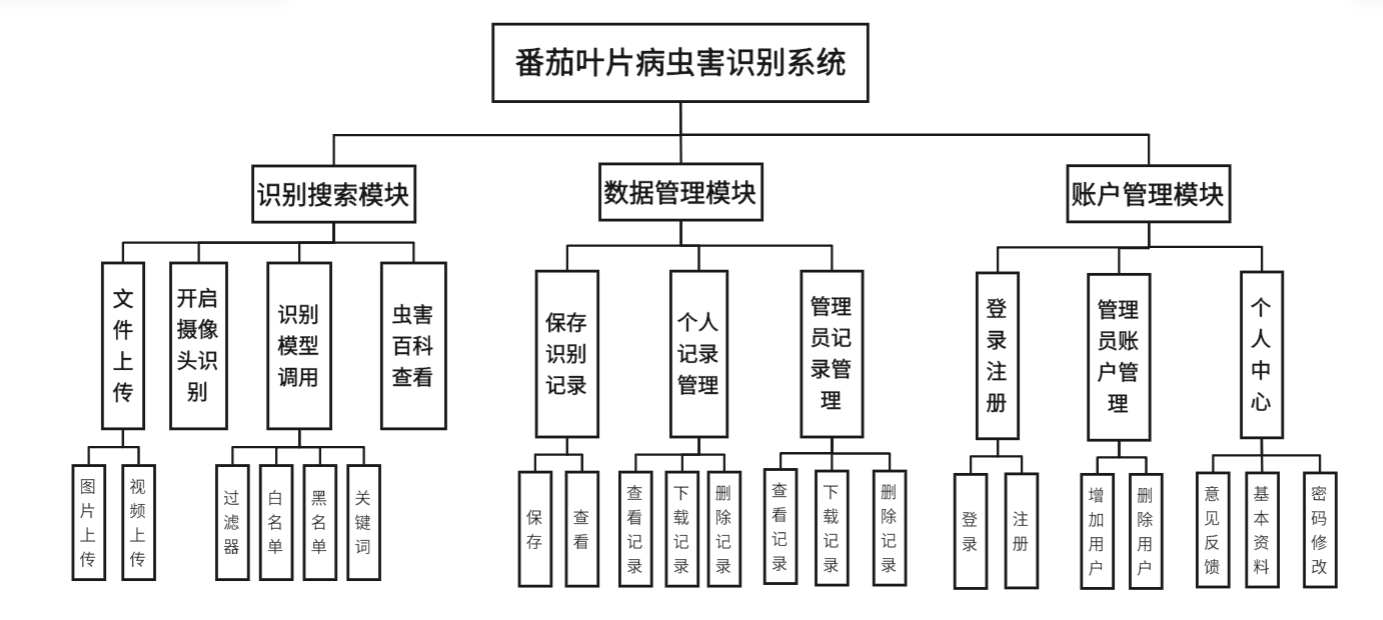 番茄叶片病虫害识别系统
识别搜索模块
数据管理模块
账户管理模块
文
件
上
传
开启
摄像
头识
别
识别
模型
调用
虫害
百科
查看
保存
识别
记录
个人
记录
管理
管理
员记
录管
理
登
录
注
册
管理
员账
户管
理
个
人
中
心
图
片
上
传
视
频
上
传
过
滤
器
白
名
单
黑
名
单
关
键
词
保
存
查
看
查
看
记
录
下
载
记
录
删
除
记
录
查
看
记
录
下
载
记
录
删
除
记
录
登
录
注
册
增
加
用
户
删
除
用
户
意
见
反
馈
基
本
资
料
密
码
修
改